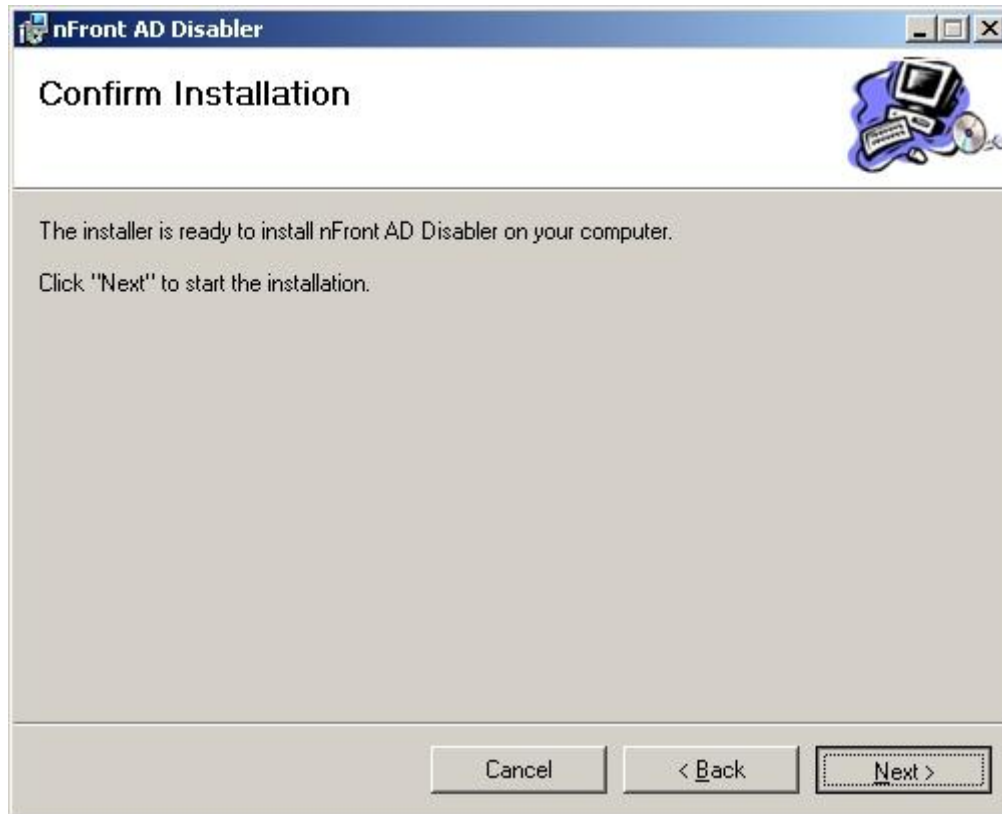 nFront AD Disabler
Confirm Installation
The installer is ready to install nFront AD Disabler on your computer.
Click "Next" to start the installation.
Cancel
< Back
Next >